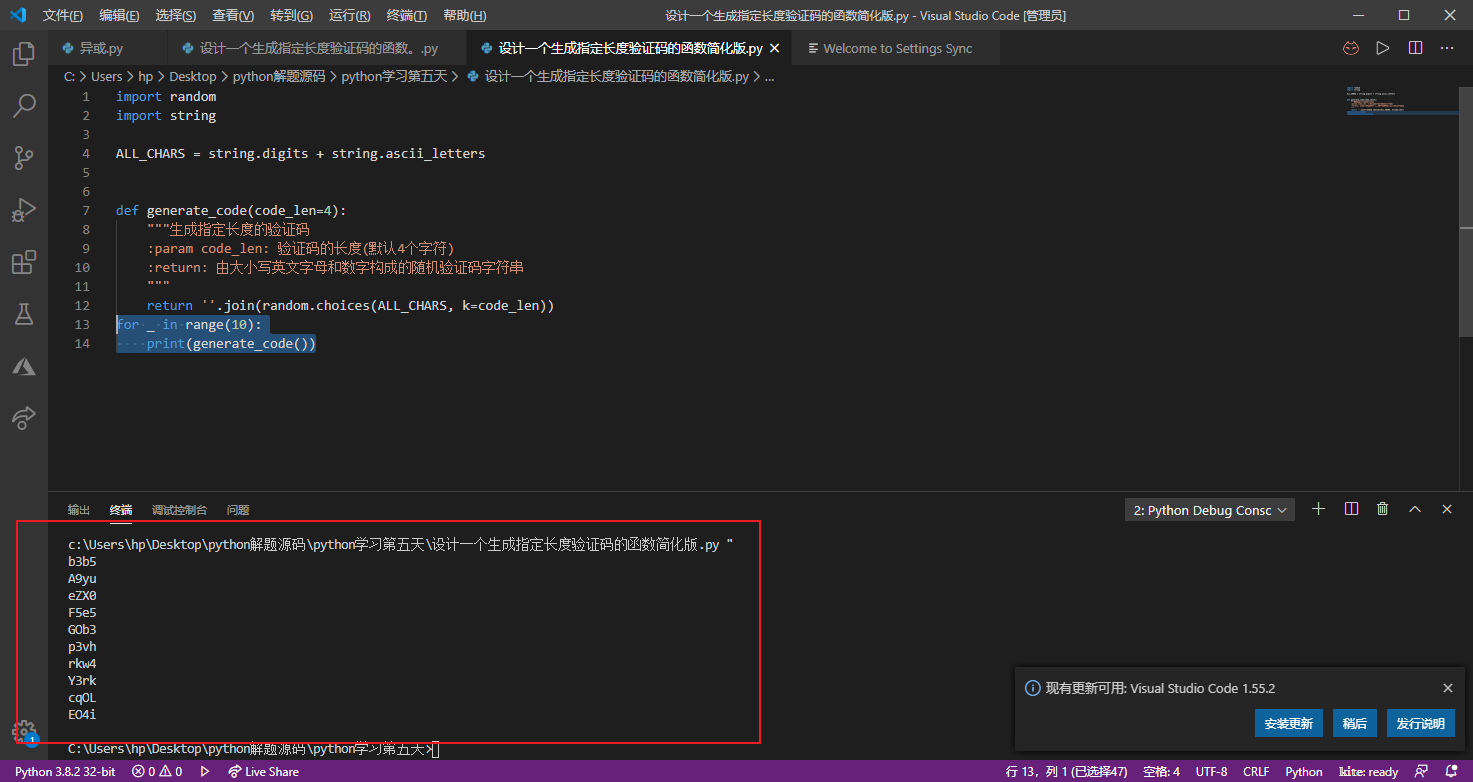 文件(F) 编辑(E) 选择(S) 查看(V) 转到(G) 运行(R) 终端(T) 帮助(H) 设计一个生成指定长度验证码的函数简化版.py - Visual Studio Code [管理员]
异或.py 设计一个生成指定长度验证码的函数。.py 设计一个生成指定长度验证码的函数简化版.py Welcome to Settings Sync
C: > Users > hp > Desktop > python解题源码 > python学习第五天 > 设计一个生成指定长度验证码的函数简化版.py > ...
1 import random
2 import string
3
4 ALL_CHARS = string.digits + string.ascii_letters
5
6
7 def generate_code(code_len=4):
8 """生成指定长度的验证码
9 :param code_len: 验证码的长度(默认4个字符)
10 :return: 由大小写英文字母和数字构成的随机验证码字符串
11 """
12 return ''.join(random.choices(ALL_CHARS, k=code_len))
13 for _ in range(10):
14 print(generate_code())
输出 终端 调试控制台 问题 2: Python Debug Consc
c:\Users\hp\Desktop\python解题源码\python学习第五天\设计一个生成指定长度验证码的函数简化版.py "
b3b5
A9yu
eZX0
F5e5
GOb3
p3vh
rkw4
Y3rk
cqOL
EO4i
C:\Users\hp\Desktop\python解题源码\python学习第五天>
现有更新可用: Visual Studio Code 1.55.2
安装更新 稍后 发行说明
1
Python 3.8.2 32-bit 0 0 Live Share 行 13，列 1 (已选择47) 空格: 4 UTF-8 CRLF Python kite: ready